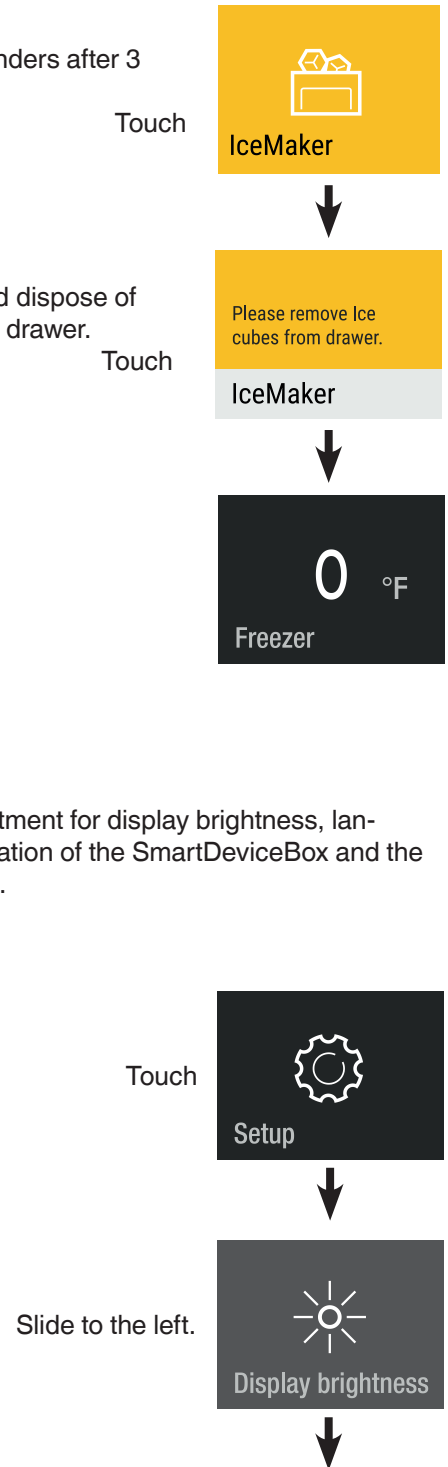 nders after 3
Touch
IceMaker
d dispose of
drawer.
Touch
Please remove Ice
cubes from drawer.
IceMaker
0 °F
Freezer
tment for display brightness, lan-
ation of the SmartDeviceBox and the
.
Touch
Setup
Slide to the left.
Display brightness